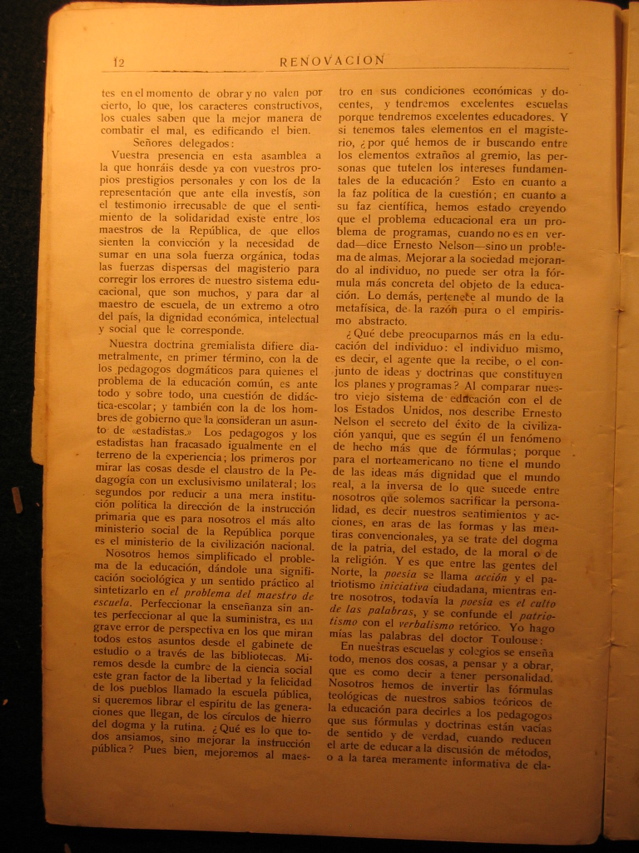 12
RENOVACION
tes en el momento de obrar y no valen por
cierto, lo que, los caracteres constructivos,
los cuales saben que la mejor manera de
combatir el mal, es edificando el bien.
Señores delegados:
Vuestra presencia en esta asamblea a
la que honráis desde ya con vuestros pro-
pios prestigios personales y con los de la
representación que ante ella investís, son
el testimonio irrecusable de que el senti-
miento de la solidaridad existe entre los
maestros de la República, de que ellos
sienten la convicción y la necesidad de
sumar en una sola fuerza orgánica, todas
las fuerzas dispersas del magisterio para
corregir los errores de nuestro sistema edu-
cacional, que son muchos, y para dar al
maestro de escuela, de un extremo a otro
del país, la dignidad económica, intelectual
y social que le corresponde.
Nuestra doctrina gremialista difiere dia-
metralmente, en primer término, con la de
los pedagogos dogmáticos para quienes el
problema de la educación común, es ante
todo y sobre todo, una cuestión de didác-
tica-escolar; y también con la de los hom-
bres de gobierno que la consideran un asun-
to de «estadistas.» Los pedagogos y los
estadistas han fracasado igualmente en el
terreno de la experiencia; los primeros por
mirar las cosas desde el claustro de la Pe-
dagogía con un exclusivismo unilateral; los
segundos por reducir a una mera institu-
ción política la dirección de la instrucción
primaria que es para nosotros el más alto
ministerio social de la República porque
es el ministerio de la civilización nacional.
Nosotros hemos simplificado el proble-
ma de la educación, dándole una signifi-
cación sociológica y un sentido práctico al
sintetizarlo en el problema del maestro de
escuela. Perfeccionar la enseñanza sin an-
tes perfeccionar al que la suministra, es un
grave error de perspectiva en los que miran
todos estos asuntos desde el gabinete de
estudio o a través de las bibliotecas. Mi-
remos desde la cumbre de la ciencia social
este gran factor de la libertad y la felicidad
de los pueblos llamado la escuela pública,
si queremos librar el espíritu de las genera-
ciones que llegan, de los círculos de hierro
del dogma y la rutina. ¿Qué es lo que to-
dos ansiamos, sino mejorar la instrucción
pública? Pues bien, mejoremos al maes-
tro en sus condiciones económicas y do-
centes, y tendremos excelentes escuelas
porque tendremos excelentes educadores. Y
si tenemos tales elementos en el magiste-
rio, ¿por qué hemos de ir buscando entre
los elementos extraños al gremio, las per-
sonas que tutelen los intereses fundamen-
tales de la educación? Esto en cuanto a
la faz política de la cuestión; en cuanto a
su faz científica, hemos estado creyendo
que el problema educacional era un pro-
blema de programas, cuando no es en ver-
dad—dice Ernesto Nelson—sino un proble-
ma de almas. Mejorar a la sociedad mejoran-
do al individuo, no puede ser otra la fór-
mula más concreta del objeto de la educa-
ción. Lo demás, pertenece al mundo de la
metafísica, de la razón pura o el empiris-
mo abstracto.
¿Qué debe preocuparnos más en la edu-
cación del individuo: el individuo mismo,
es decir, el agente que la recibe, o el con-
junto de ideas y doctrinas que constituyen
los planes y programas? Al comparar nues-
tro viejo sistema de educación con el de
los Estados Unidos, nos describe Ernesto
Nelson el secreto del éxito de la civiliza-
ción yanqui, que es según él un fenómeno
de hecho más que de fórmulas; porque
para el norteamericano no tiene el mundo
de las ideas más dignidad que el mundo
real, a la inversa de lo que sucede entre
nosotros que solemos sacrificar la persona-
lidad, es decir nuestros sentimientos y ac-
ciones, en aras de las formas y las men-
tiras convencionales, ya se trate del dogma
de la patria, del estado, de la moral o de
la religión. Y es que entre las gentes del
Norte, la poesía se llama acción y el pa-
triotismo iniciativa ciudadana, mientras en-
tre nosotros, todavía la poesía es el culto
de las palabras, y se confunde el patrio-
tismo con el verbalismo retórico. Yo hago
mías las palabras del doctor Toulouse:
En nuestras escuelas y colegios se enseña
todo, menos dos cosas, a pensar y a obrar,
que es como decir a tener personalidad.
Nosotros hemos de invertir las fórmulas
teológicas de nuestros sabios teóricos de
la educación para decirles a los pedagogos
que sus fórmulas y doctrinas están vacías
de sentido y de verdad, cuando reducen
el arte de educar a la discusión de métodos,
o a la tarea meramente informativa de cla-